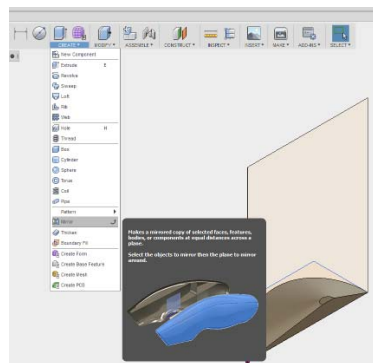 CREATE MODIFY ASSEMBLE CONSTRUCT INSPECT INSERT MAKE ADD-INS SELECT
New Component
Extrude E
Revolve
Sweep
Loft
Rib
Web
Hole H
Thread
Box
Cylinder
Sphere
Torus
Coil
Pipe
Pattern
Mirror
Thicken
Boundary Fill
Create Form
Create Base Feature
Create Mesh
Create PCB
Makes a mirrored copy of selected faces, features,
bodies, or components at equal distances across a
plane.
Select the objects to mirror then the plane to mirror
around.